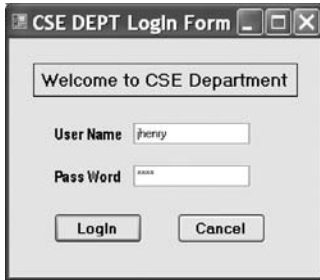 CSE DEPT LogIn Form
Welcome to CSE Department
User Name jhenry
Pass Word ****
LogIn Cancel